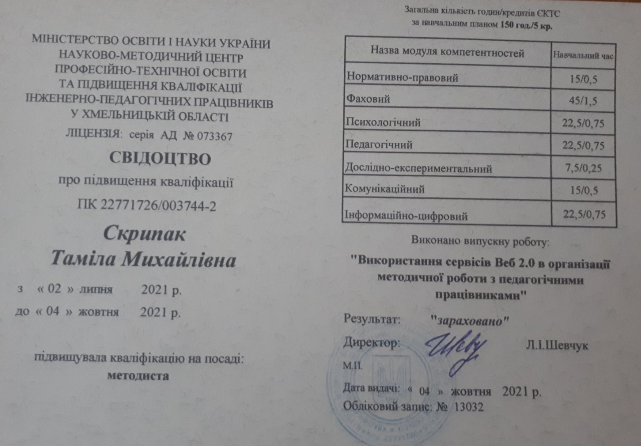 МІНІСТЕРСТВО ОСВІТИ І НАУКИ УКРАЇНИ
НАУКОВО-МЕТОДИЧНИЙ ЦЕНТР
ПРОФЕСІЙНО-ТЕХНІЧНОЇ ОСВІТИ
ТА ПІДВИЩЕННЯ КВАЛІФІКАЦІЇ
ІНЖЕНЕРНО-ПЕДАГОГІЧНИХ ПРАЦІВНИКІВ
У ХМЕЛЬНИЦЬКІЙ ОБЛАСТІ
ЛІЦЕНЗІЯ: серія АД № 073367
СВІДОЦТВО
про підвищення кваліфікації
ПК 22771726/003744-2
Скрипак
Таміла Михайлівна
з « 02 » липня 2021 р.
до « 04 » жовтня 2021 р.
підвищувала кваліфікацію на посаді:
методиста
Загальна кількість годин/кредитів СКТС
за навчальним планом 150 год./5 кр.
Назва модуля компетентностей Навчальний час
Нормативно-правовий 15/0,5
Фаховий 45/1,5
Психологічний 22,5/0,75
Педагогічний 22,5/0,75
Дослідно-експериментальний 7,5/0,25
Комунікаційний 15/0,5
Інформаційно-цифровий 22,5/0,75
Виконано випускну роботу:
"Використання сервісів Веб 2.0 в організації
методичної роботи з педагогічними
працівниками"
Результат: "зараховано"
Директор: Л.І.Шевчук
М.П.
Дата видачі: « 04 » жовтня 2021 р.
Обліковий запис: № 13032